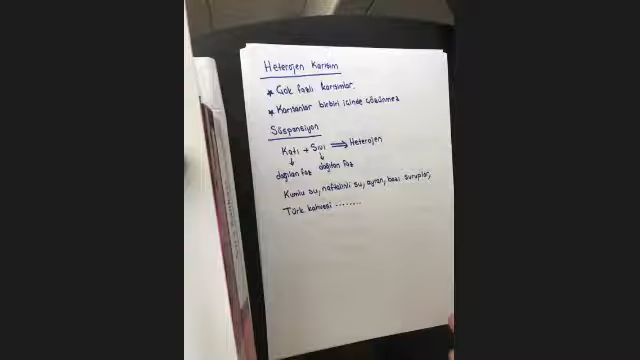 Heterojen Karışım
* Çok fazlı karışımlar.
* Karışanlar birbiri içinde çözünmez
Süspansiyon
Katı + Sıvı ⟹ Heterojen
↓ ↓
dağılan faz dağıtan faz
Kumlu su, naftalinli su, ayran, bazı şuruplar,
Türk kahvesi ........